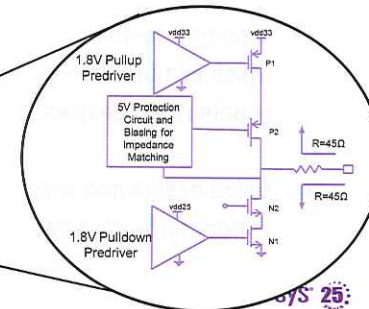 vdd33
vdd33
1.8V Pullup
Predriver
P1
5V Protection
Circuit and
Biasing for
Impedance
Matching
P2
R=45Ω
R=45Ω
vdd25
N2
1.8V Pulldown
Predriver
N1
25